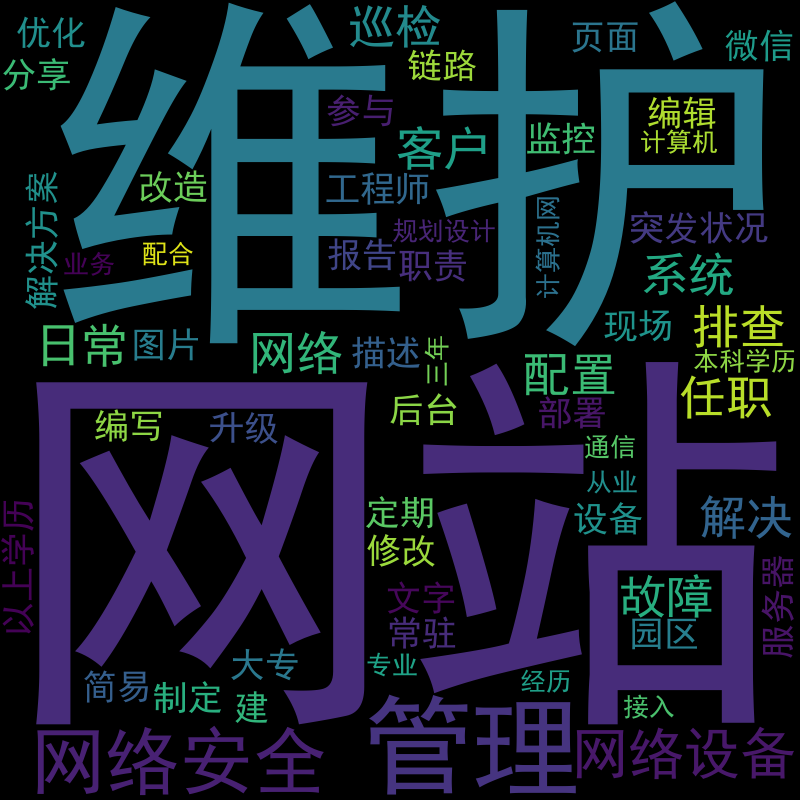 维护
网站
管理
网络安全
网络设备
优化
分享
巡检
链路
页面
微信
参与
客户
监控
编辑
计算机
改造
工程师
解决方案
业务
配合
报告
规划设计
职责
计算机网
突发状况
系统
日常
图片
网络
描述
三年
配置
现场
排查
本科学历
任职
编写
升级
后台
部署
通信
从业
设备
解决
以上学历
定期
修改
文字
常驻
故障
园区
服务器
简易
大专
制定
建
专业
经历
接入